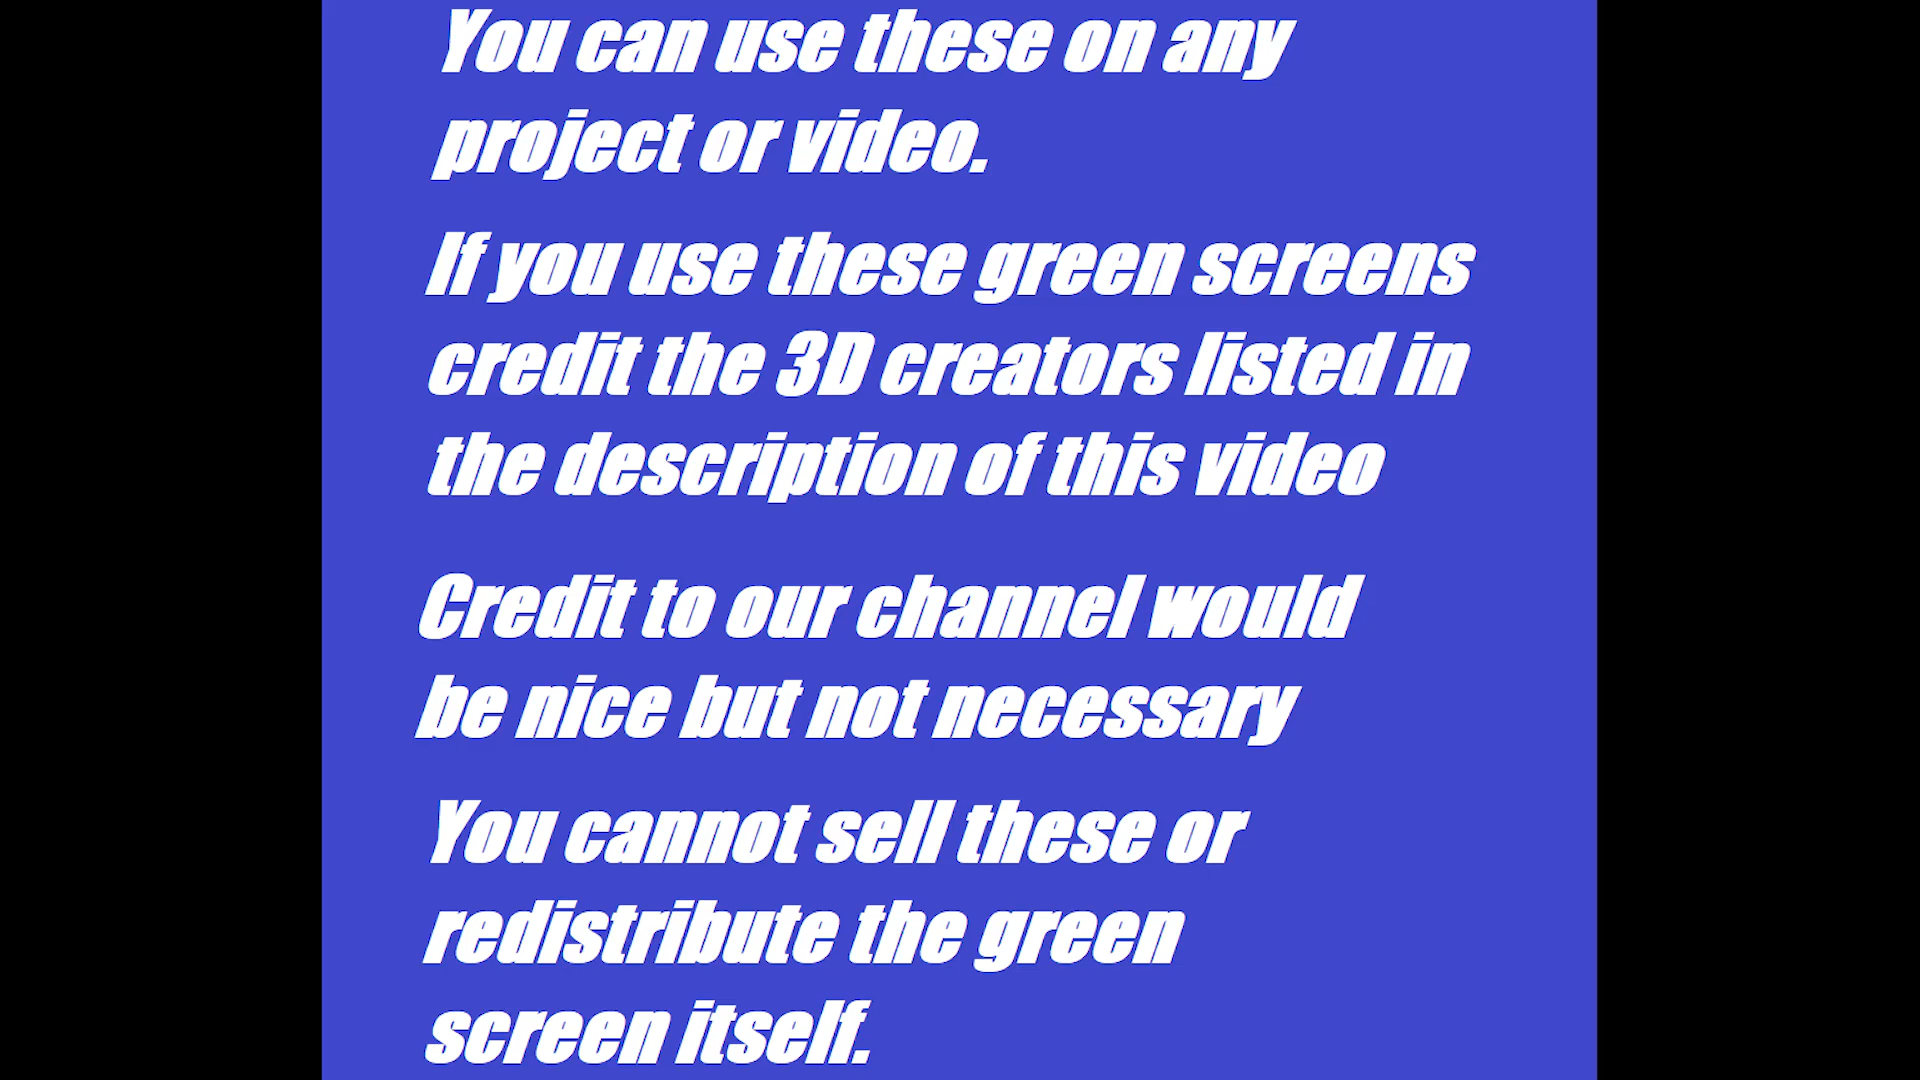 You can use these on any
project or video.
If you use these green screens
credit the 3D creators listed in
the description of this video
Credit to our channel would
be nice but not necessary
You cannot sell these or
redistribute the green
screen itself.